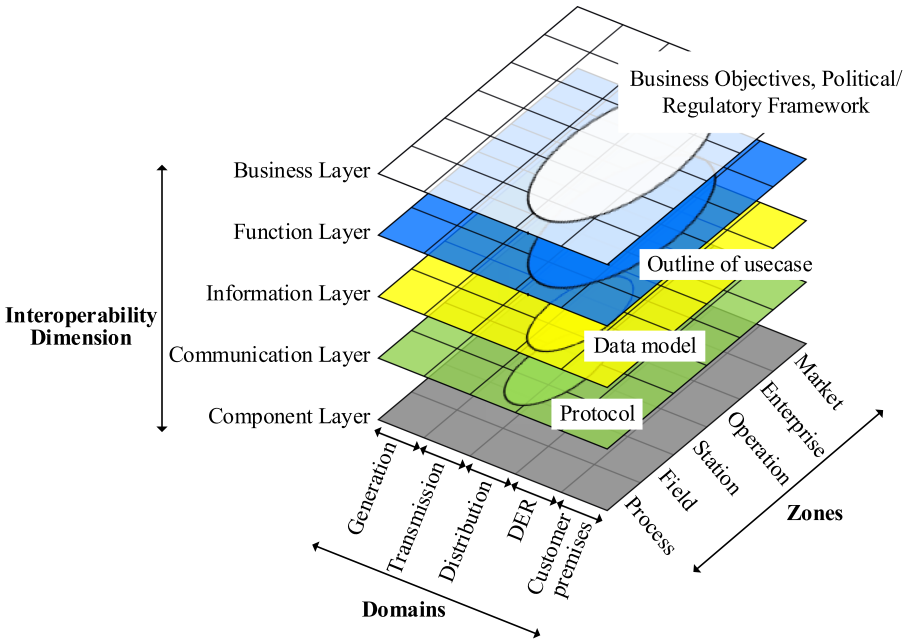 Business Objectives, Political/
Regulatory Framework
Business Layer
Function Layer
Outline of usecase
Information Layer
Interoperability
Dimension
Data model
Communication Layer
Protocol
Component Layer
Market
Enterprise
Operation
Station
Field
Process
Zones
Generation
Transmission
Distribution
DER
Customer
premises
Domains